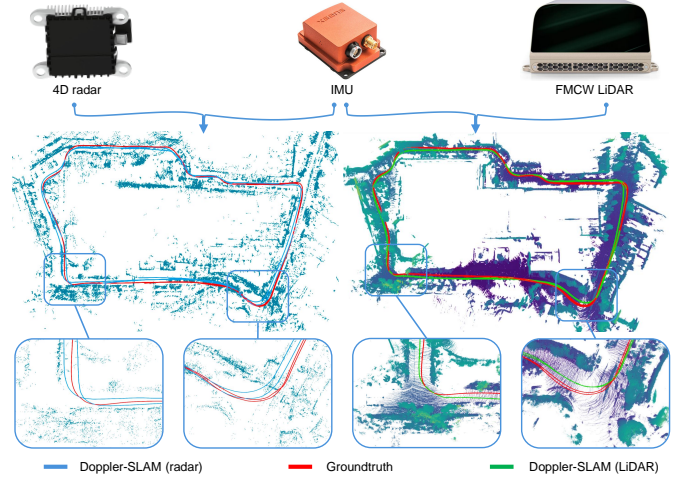 4D radar
IMU
FMCW LiDAR
Doppler-SLAM (radar)
Groundtruth
Doppler-SLAM (LiDAR)